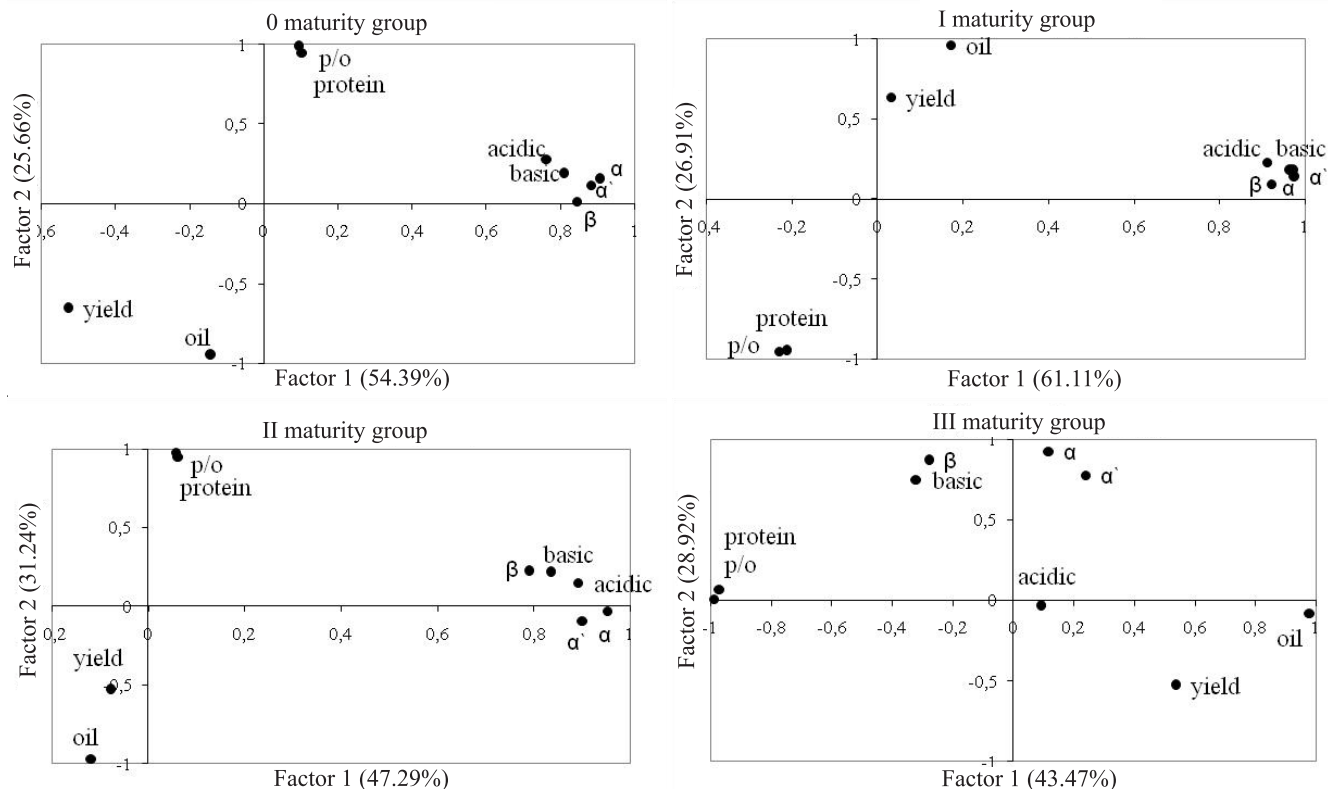 0 maturity group
1
p/o
protein
0,5
acidic
basic
α
α`
β
0
0,6 -0,4 -0,2 0 0,2 0,4 0,6 0,8 1
-0,5
yield
oil
-1
Factor 2 (25.66%)
Factor 1 (54.39%)
I maturity group
1
oil
yield
0,5
acidic basic
β α α`
0
0,4 -0,2 0 0,2 0,4 0,6 0,8 1
-0,5
protein
p/o
-1
Factor 2 (26.91%)
Factor 1 (61.11%)
II maturity group
1
p/o
protein
0,5
β basic
acidic
α` α
0
0,2 0 0,2 0,4 0,6 0,8 1
yield
-0,5
oil
-1
Factor 2 (31.24%)
Factor 1 (47.29%)
III maturity group
1
β α
basic α`
0,5
protein
p/o
acidic
0
-1 -0,8 -0,6 -0,4 -0,2 0 0,2 0,4 0,6 0,8 1
oil
-0,5
yield
-1
Factor 2 (28.92%)
Factor 1 (43.47%)